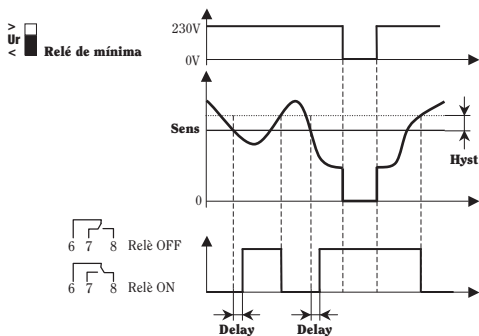 >
Ur
<
Relé de mínima
230V
0V
Sens
Hyst
0
6 7 8 Relè OFF
6 7 8 Relè ON
Delay Delay